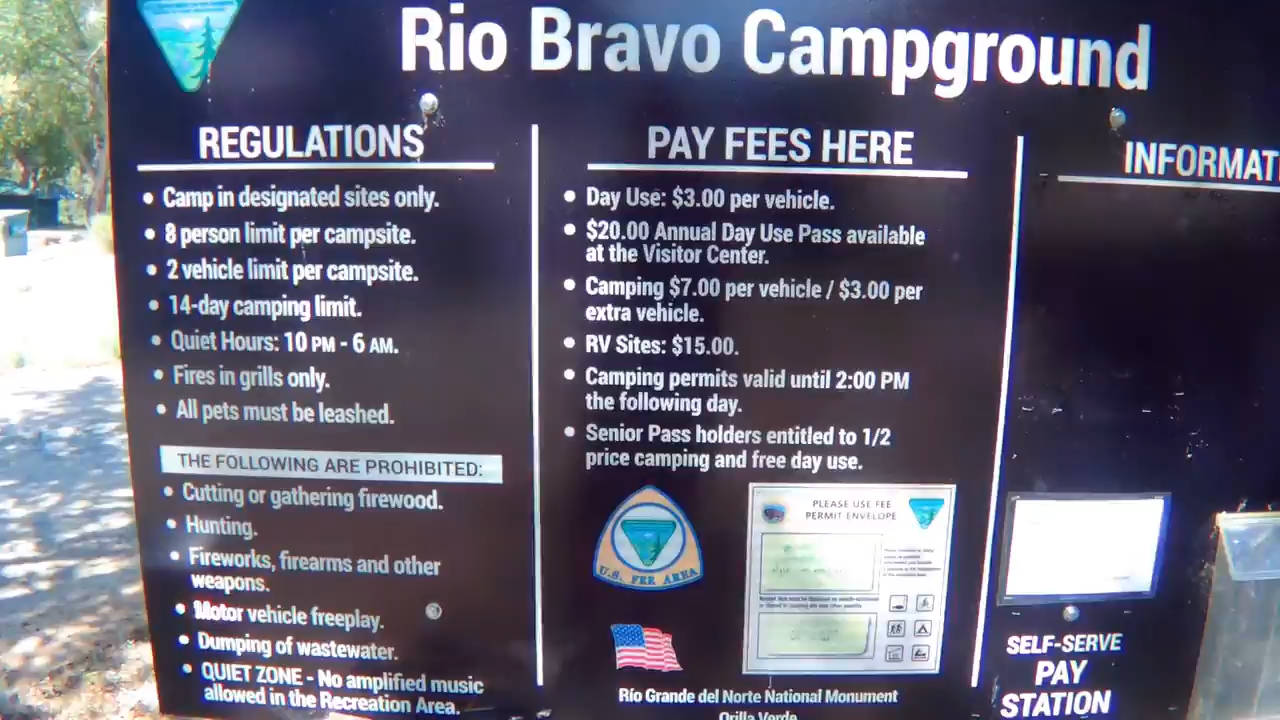 Rio Bravo Campground
REGULATIONS
• Camp in designated sites only.
• 8 person limit per campsite.
• 2 vehicle limit per campsite.
• 14-day camping limit.
• Quiet Hours: 10 PM - 6 AM.
• Fires in grills only.
• All pets must be leashed.
THE FOLLOWING ARE PROHIBITED:
• Cutting or gathering firewood.
• Hunting.
• Fireworks, firearms and other
weapons.
• Motor vehicle freeplay.
• Dumping of wastewater.
• QUIET ZONE - No amplified music
allowed in the Recreation Area.
PAY FEES HERE
• Day Use: $3.00 per vehicle.
• $20.00 Annual Day Use Pass available
at the Visitor Center.
• Camping $7.00 per vehicle / $3.00 per
extra vehicle.
• RV Sites: $15.00.
• Camping permits valid until 2:00 PM
the following day.
• Senior Pass holders entitled to 1/2
price camping and free day use.
U.S. FEE AREA
PLEASE USE FEE
PERMIT ENVELOPE
Río Grande del Norte National Monument
Orilla Verde
INFORMAT
SELF-SERVE
PAY
STATION